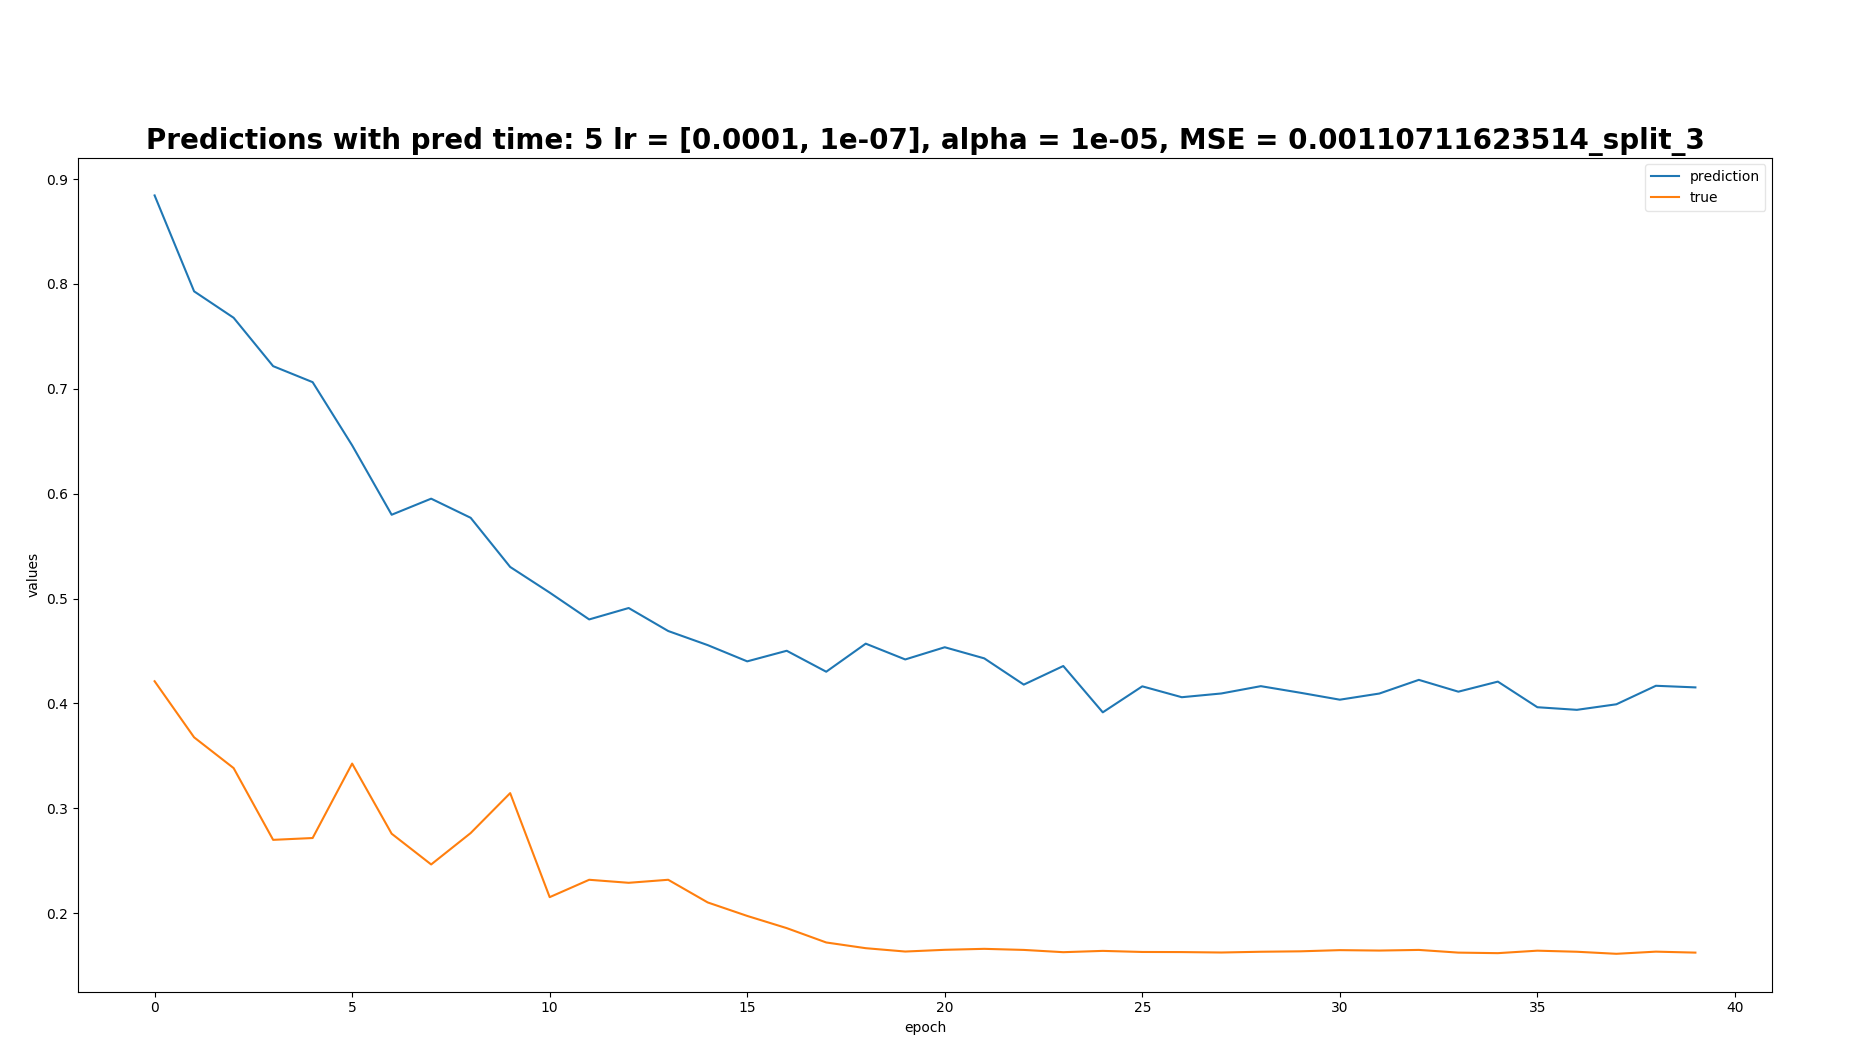 Predictions with pred time: 5 lr = [0.0001, 1e-07], alpha = 1e-05, MSE = 0.00110711623514_split_3
prediction
true
0.9
0.8
0.7
0.6
0.5
0.4
0.3
0.2
values
0 5 10 15 20 25 30 35 40
epoch